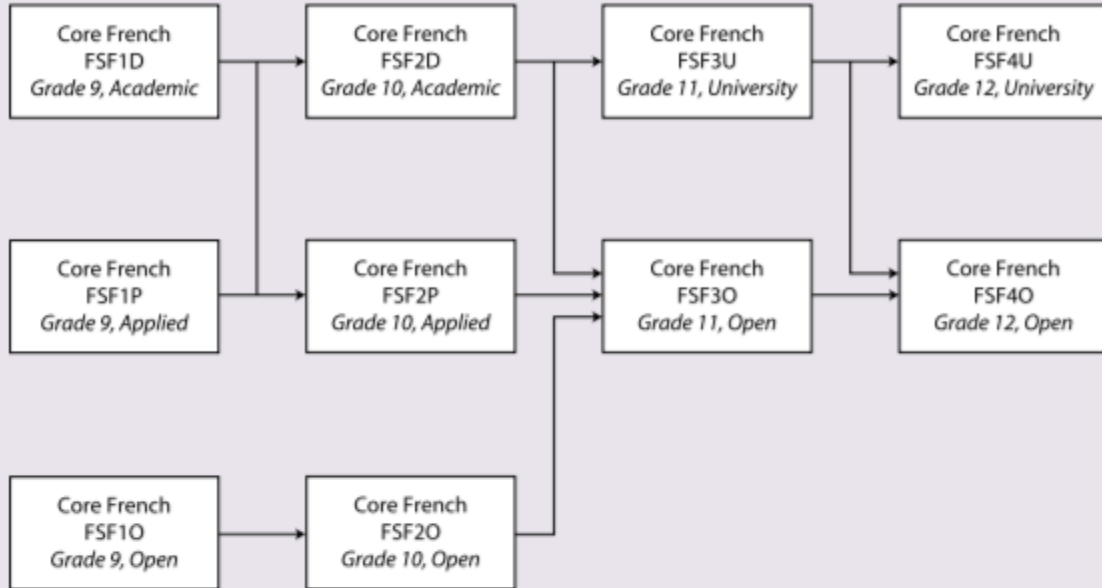 Core French
FSF1D
Grade 9, Academic
Core French
FSF2D
Grade 10, Academic
Core French
FSF3U
Grade 11, University
Core French
FSF4U
Grade 12, University
Core French
FSF1P
Grade 9, Applied
Core French
FSF2P
Grade 10, Applied
Core French
FSF3O
Grade 11, Open
Core French
FSF4O
Grade 12, Open
Core French
FSF1O
Grade 9, Open
Core French
FSF2O
Grade 10, Open